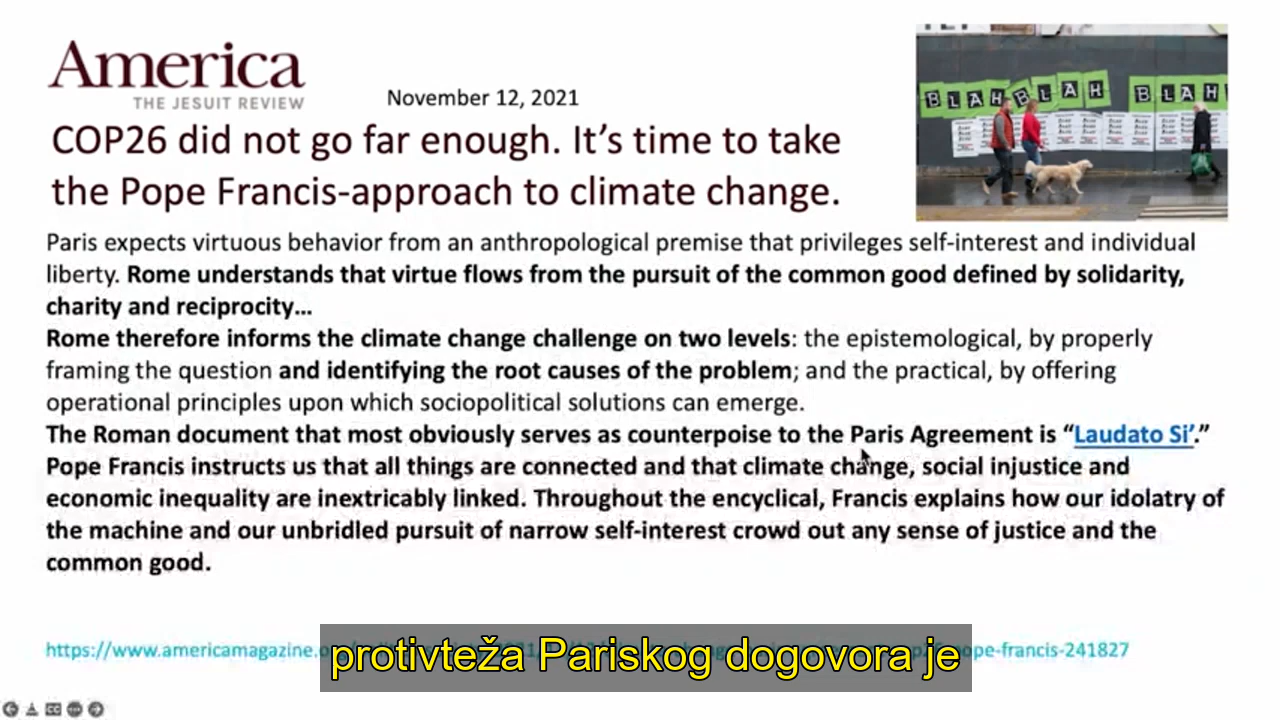 America
THE JESUIT REVIEW
November 12, 2021
BLAH BLAH BLAH
COP26 did not go far enough. It's time to take
the Pope Francis-approach to climate change.
Paris expects virtuous behavior from an anthropological premise that privileges self-interest and individual
liberty. Rome understands that virtue flows from the pursuit of the common good defined by solidarity,
charity and reciprocity…
Rome therefore informs the climate change challenge on two levels: the epistemological, by properly
framing the question and identifying the root causes of the problem; and the practical, by offering
operational principles upon which sociopolitical solutions can emerge.
The Roman document that most obviously serves as counterpoise to the Paris Agreement is “Laudato Si’.”
Pope Francis instructs us that all things are connected and that climate change, social injustice and
economic inequality are inextricably linked. Throughout the encyclical, Francis explains how our idolatry of
the machine and our unbridled pursuit of narrow self-interest crowd out any sense of justice and the
common good.
https://www.americamagazine.
pope-francis-241827
protivteža Pariskog dogovora je